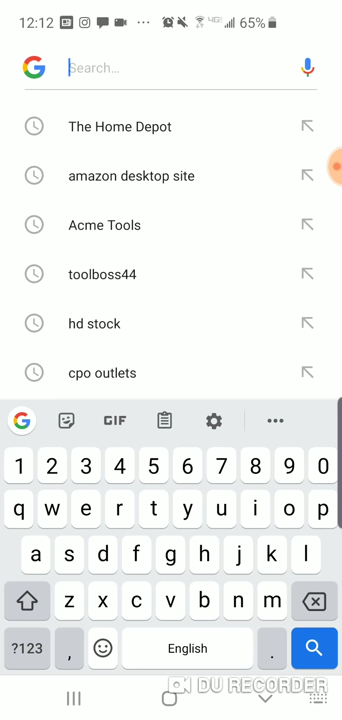 12:12 65%
Search...
The Home Depot
amazon desktop site
Acme Tools
toolboss44
hd stock
cpo outlets
GIF
1 2 3 4 5 6 7 8 9 0
q w e r t y u i o p
a s d f g h j k l
z x c v b n m
?123 , English .
DU RECORDER